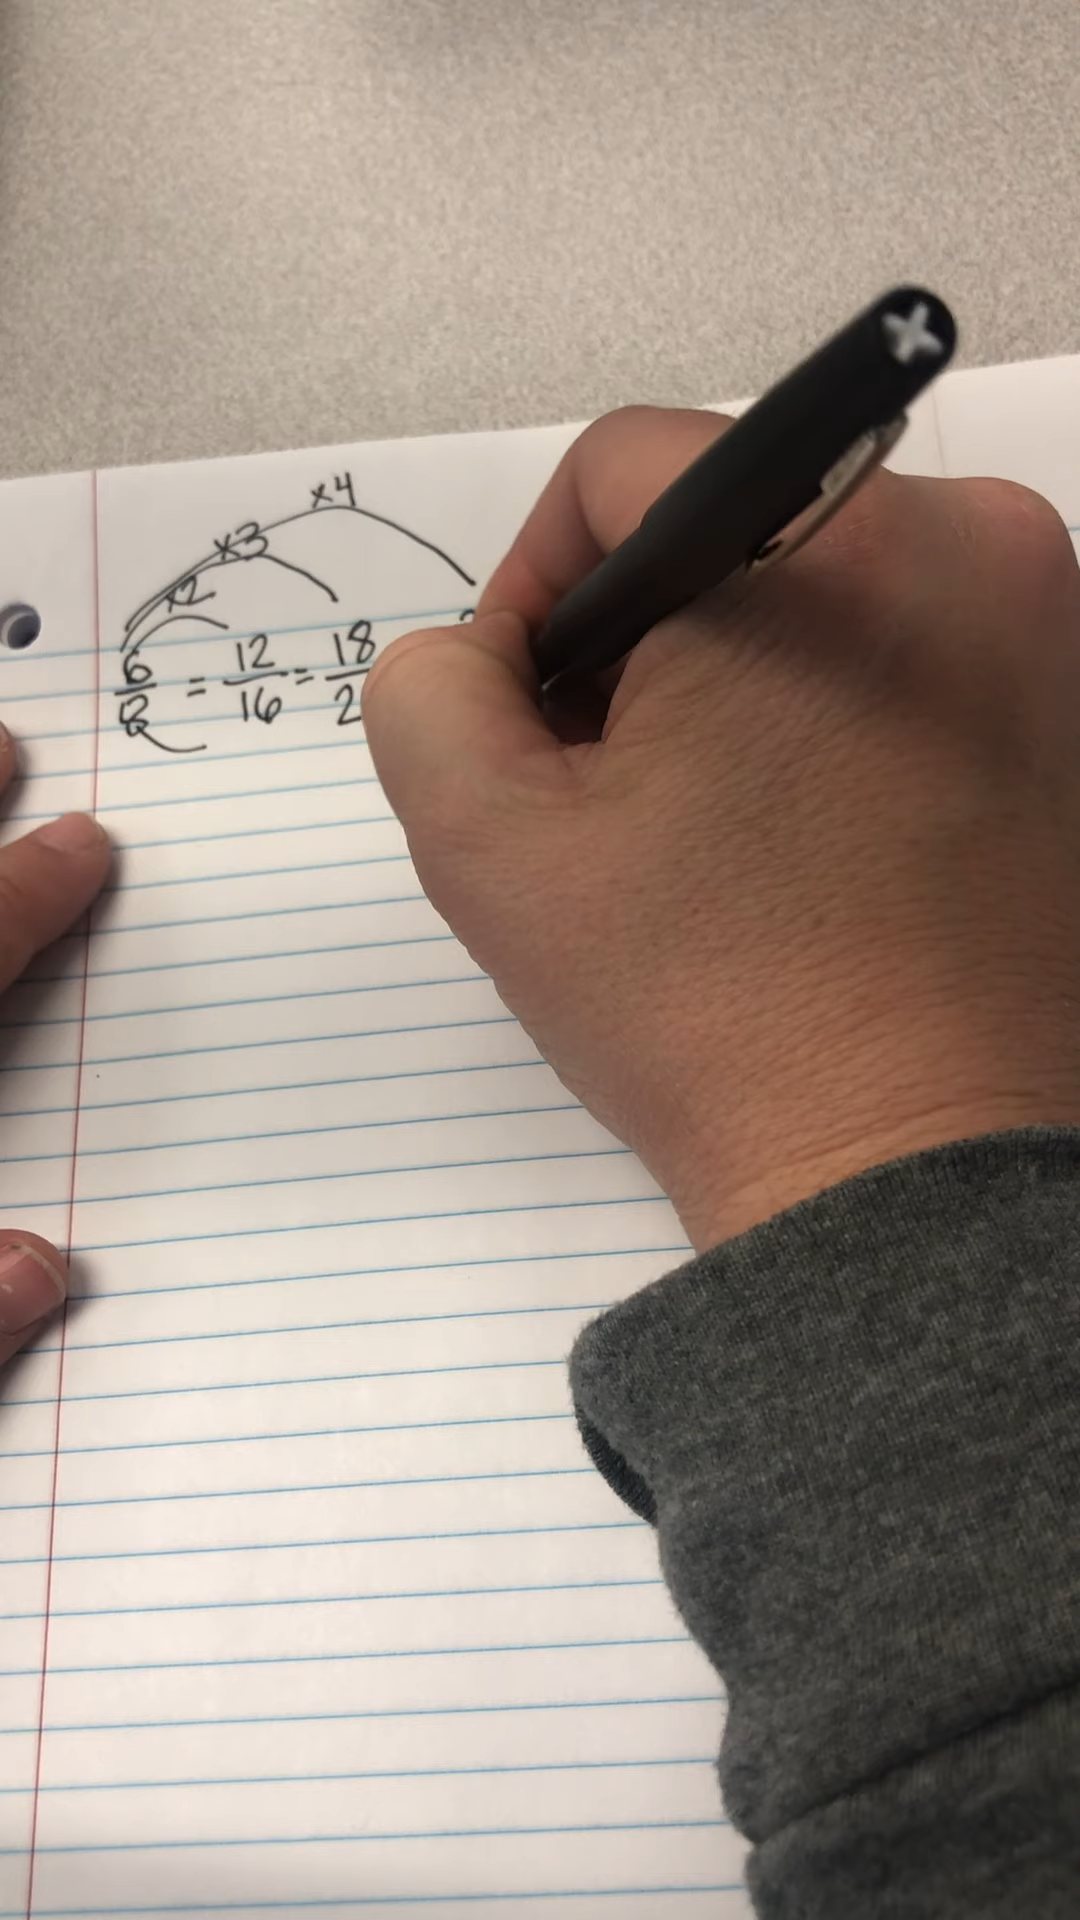 ×4
×3
×2
6/8 = 12/16 = 18/2